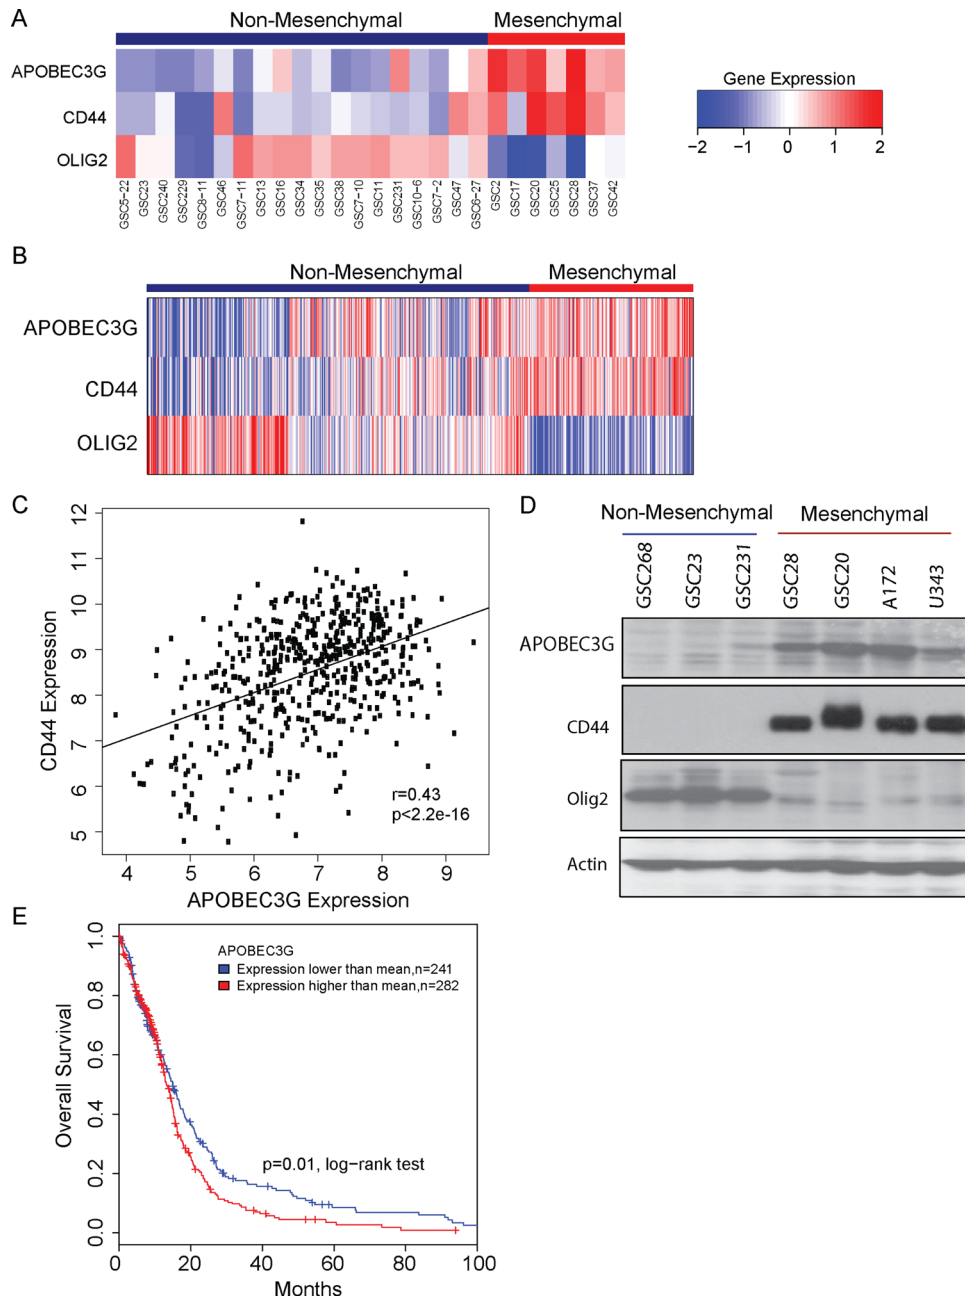 A
Non-Mesenchymal Mesenchymal
APOBEC3G
CD44
OLIG2
GSC5-22
GSC23
GSC240
GSC229
GSC8-11
GSC46
GSC7-11
GSC13
GSC16
GSC34
GSC35
GSC38
GSC7-10
GSC11
GSC231
GSC10-6
GSC7-2
GSC47
GSC6-27
GSC2
GSC17
GSC20
GSC25
GSC28
GSC37
GSC42
Gene Expression
−2 −1 0 1 2
B
Non-Mesenchymal Mesenchymal
APOBEC3G
CD44
OLIG2
C
CD44 Expression
12
11
10
9
8
7
6
5
r=0.43
p<2.2e-16
4 5 6 7 8 9
APOBEC3G Expression
D
Non-Mesenchymal Mesenchymal
GSC268
GSC23
GSC231
GSC28
GSC20
A172
U343
APOBEC3G
CD44
Olig2
Actin
E
Overall Survival
1.0
0.8
0.6
0.4
0.2
0.0
APOBEC3G
Expression lower than mean,n=241
Expression higher than mean,n=282
p=0.01, log−rank test
0 20 40 60 80 100
Months